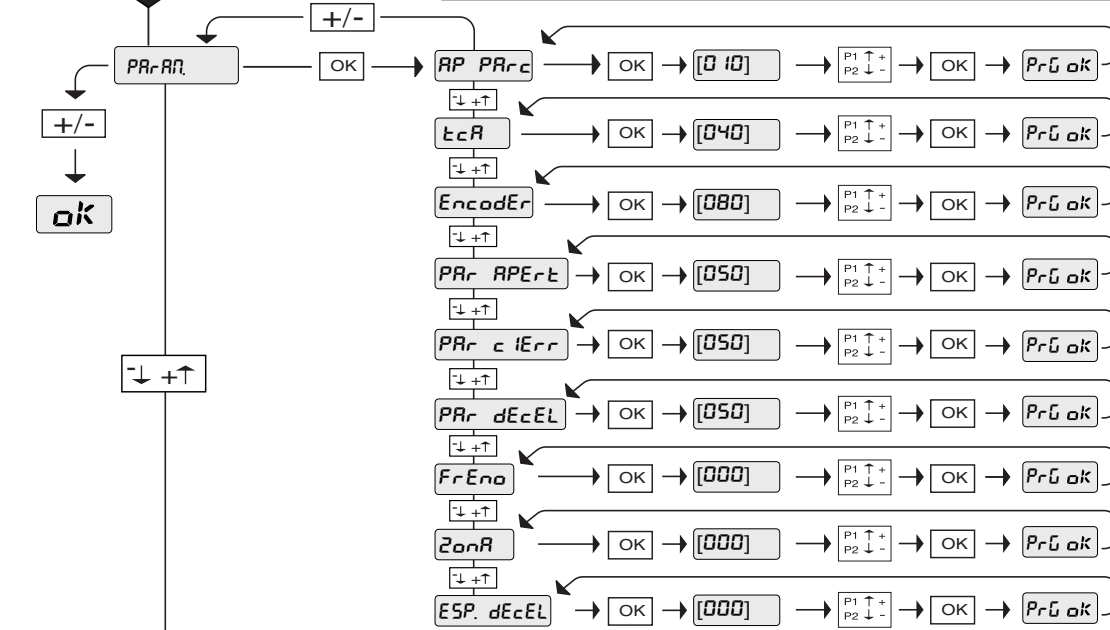 +/-
PArAM. OK AP PArc OK [010] P1 ↑ + P2 ↓ - OK PrG oK
-↓ +↑
+/- tcA OK [040] P1 ↑ + P2 ↓ - OK PrG oK
-↓ +↑
oK EncodEr OK [080] P1 ↑ + P2 ↓ - OK PrG oK
-↓ +↑
PAr APErt OK [050] P1 ↑ + P2 ↓ - OK PrG oK
-↓ +↑
PAr cIErr OK [050] P1 ↑ + P2 ↓ - OK PrG oK
-↓ +↑ -↓ +↑
PAr dEcEL OK [050] P1 ↑ + P2 ↓ - OK PrG oK
-↓ +↑
FrEno OK [000] P1 ↑ + P2 ↓ - OK PrG oK
-↓ +↑
ZonA OK [000] P1 ↑ + P2 ↓ - OK PrG oK
-↓ +↑
ESP. dEcEL OK [000] P1 ↑ + P2 ↓ - OK PrG oK